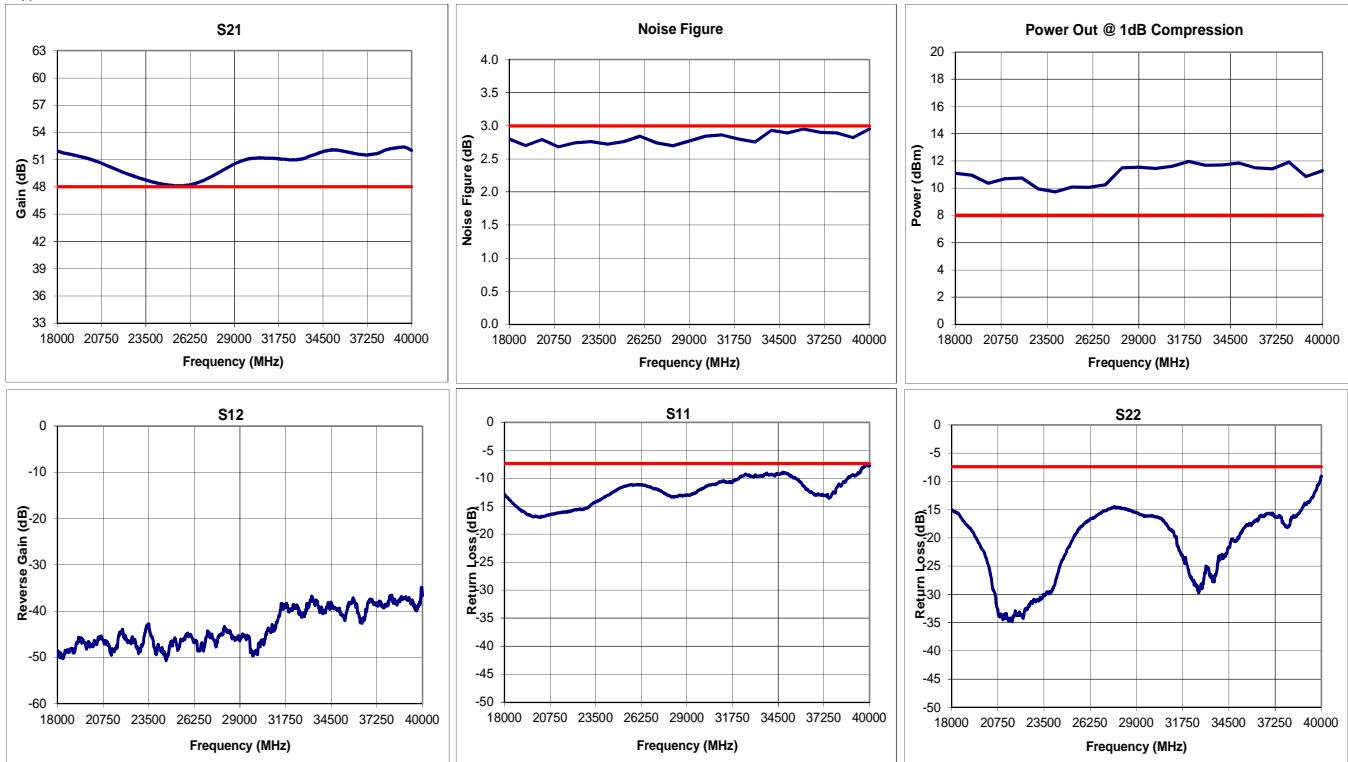 S21
Gain (dB)
63
60
57
54
51
48
45
42
39
36
33
18000 20750 23500 26250 29000 31750 34500 37250 40000
Frequency (MHz)
Noise Figure
Noise Figure (dB)
4.0
3.5
3.0
2.5
2.0
1.5
1.0
0.5
0.0
18000 20750 23500 26250 29000 31750 34500 37250 40000
Frequency (MHz)
Power Out @ 1dB Compression
Power (dBm)
20
18
16
14
12
10
8
6
4
2
0
18000 20750 23500 26250 29000 31750 34500 37250 40000
Frequency (MHz)
S12
Reverse Gain (dB)
0
-10
-20
-30
-40
-50
-60
18000 20750 23500 26250 29000 31750 34500 37250 40000
Frequency (MHz)
S11
Return Loss (dB)
0
-5
-10
-15
-20
-25
-30
-35
-40
-45
-50
18000 20750 23500 26250 29000 31750 34500 37250 40000
Frequency (MHz)
S22
Return Loss (dB)
0
-5
-10
-15
-20
-25
-30
-35
-40
-45
-50
18000 20750 23500 26250 29000 31750 34500 37250 40000
Frequency (MHz)